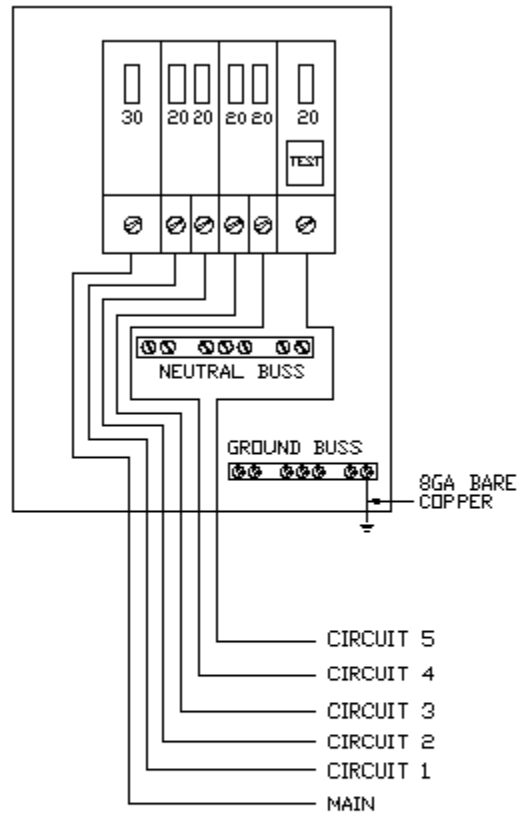 30 20 20 20 20 20
TEST
NEUTRAL BUSS
GROUND BUSS
8GA BARE
COPPER
CIRCUIT 5
CIRCUIT 4
CIRCUIT 3
CIRCUIT 2
CIRCUIT 1
MAIN